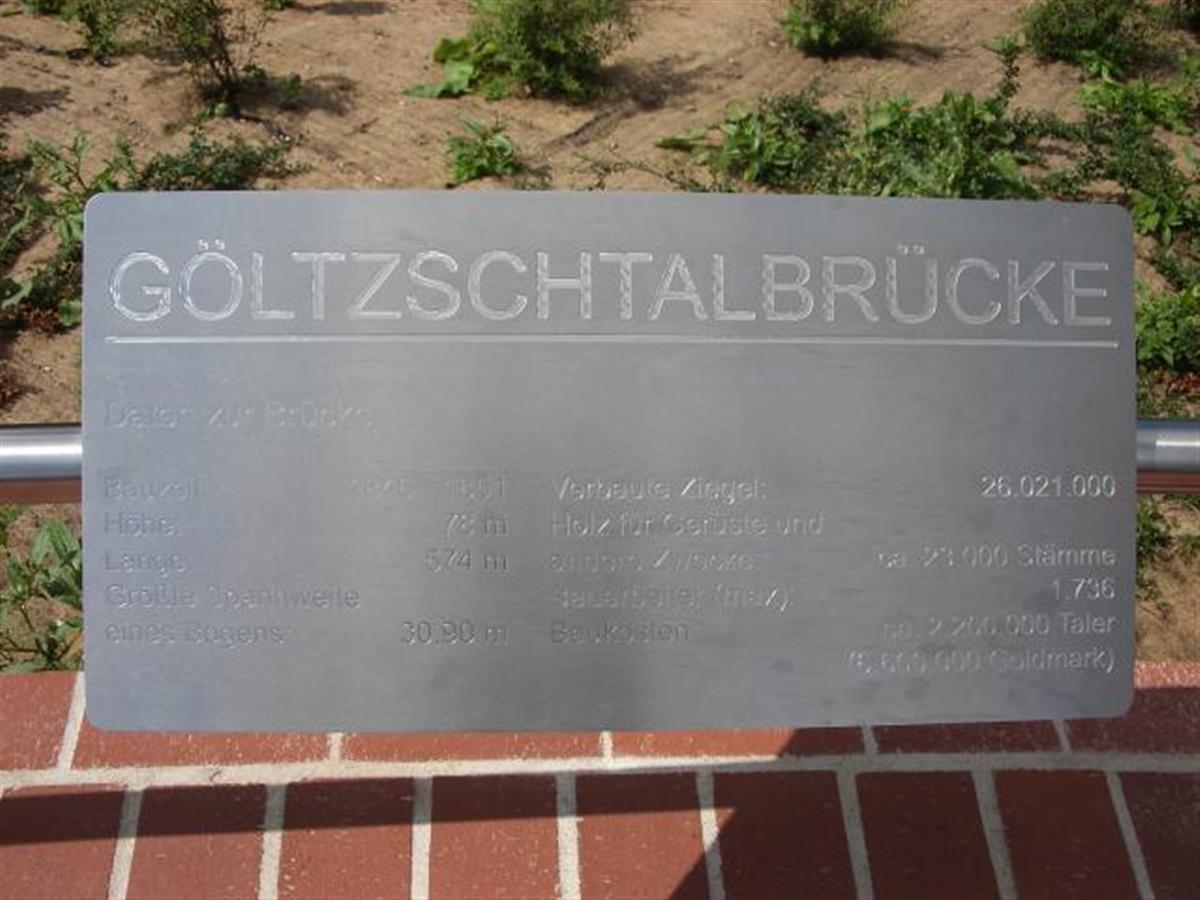 GÖLTZSCHTALBRÜCKE
Daten zur Brücke
Bauzeit: 1846 - 1851
Höhe: 78 m
Länge: 574 m
Größte Spannweite
eines Bogens: 30,90 m
Verbaute Ziegel: 26.021.000
Holz für Gerüste und
andere Zwecke: ca. 23.000 Stämme
Bauarbeiter (max): 1.736
Baukosten ca. 2.200.000 Taler
(6.600.000 Goldmark)